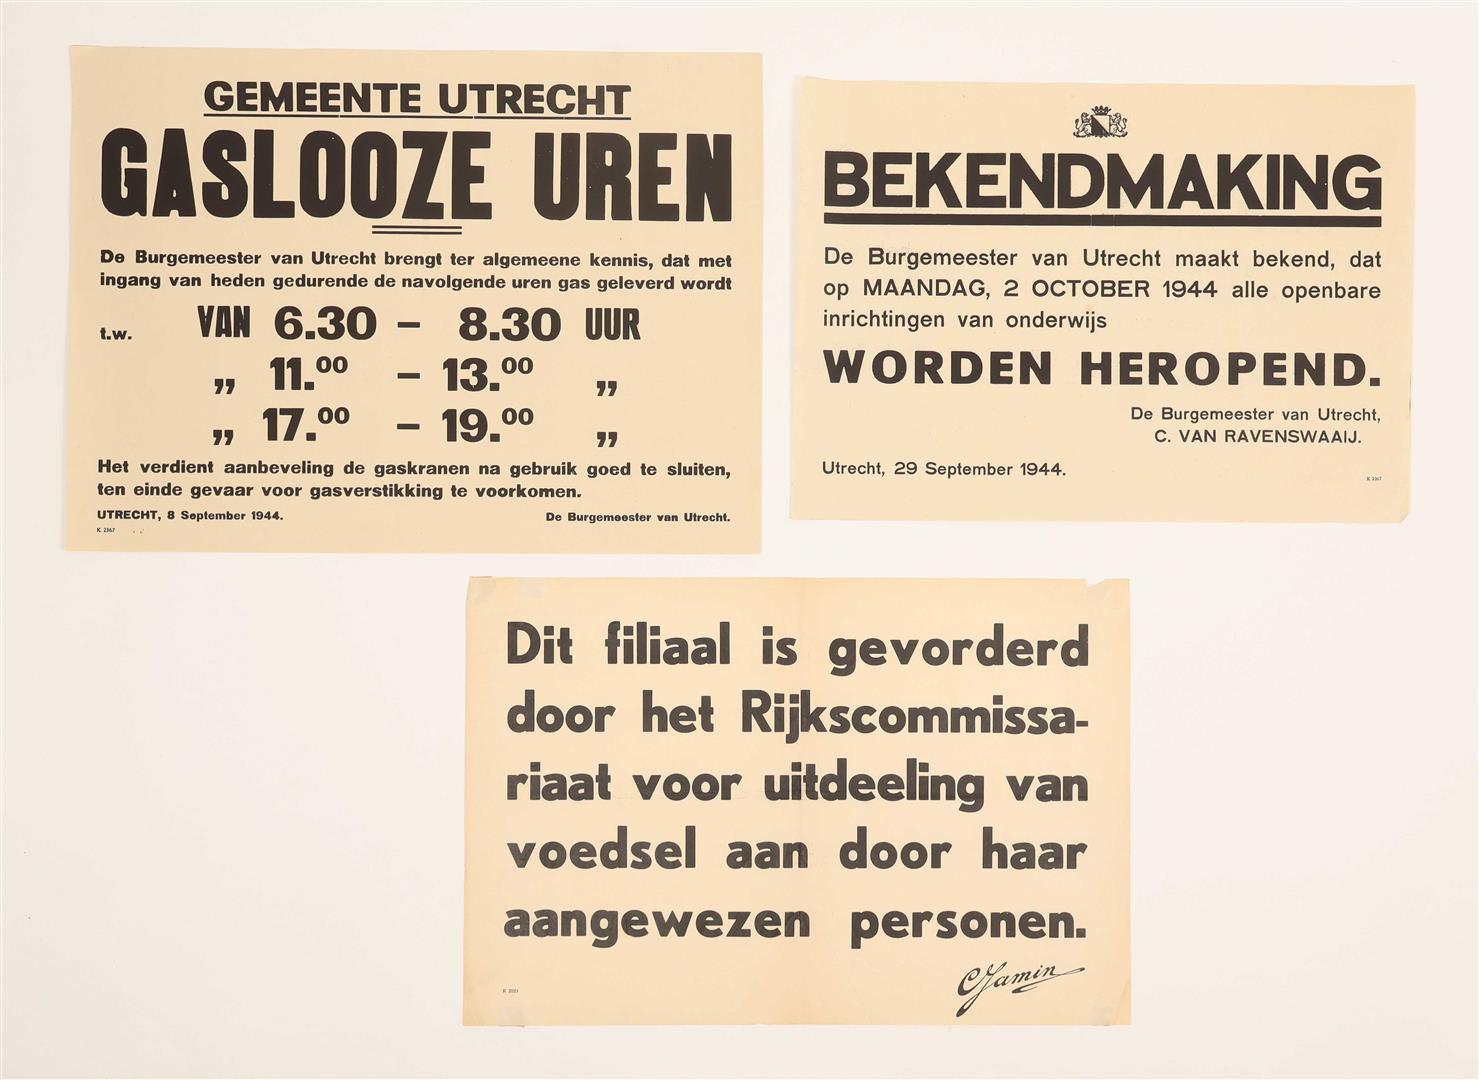 GEMEENTE UTRECHT
GASLOOZE UREN
De Burgemeester van Utrecht brengt ter algemeene kennis, dat met
ingang van heden gedurende de navolgende uren gas geleverd wordt
t.w. VAN 6.30 – 8.30 UUR
„ 11.00 – 13.00 „
„ 17.00 – 19.00 „
Het verdient aanbeveling de gaskranen na gebruik goed te sluiten,
ten einde gevaar voor gasverstikking te voorkomen.
UTRECHT, 8 September 1944. De Burgemeester van Utrecht.
K 2367
BEKENDMAKING
De Burgemeester van Utrecht maakt bekend, dat
op MAANDAG, 2 OCTOBER 1944 alle openbare
inrichtingen van onderwijs
WORDEN HEROPEND.
De Burgemeester van Utrecht,
C. VAN RAVENSWAAIJ.
Utrecht, 29 September 1944.
K 2367
Dit filiaal is gevorderd
door het Rijkscommissa-
riaat voor uitdeeling van
voedsel aan door haar
aangewezen personen.
C Jamin